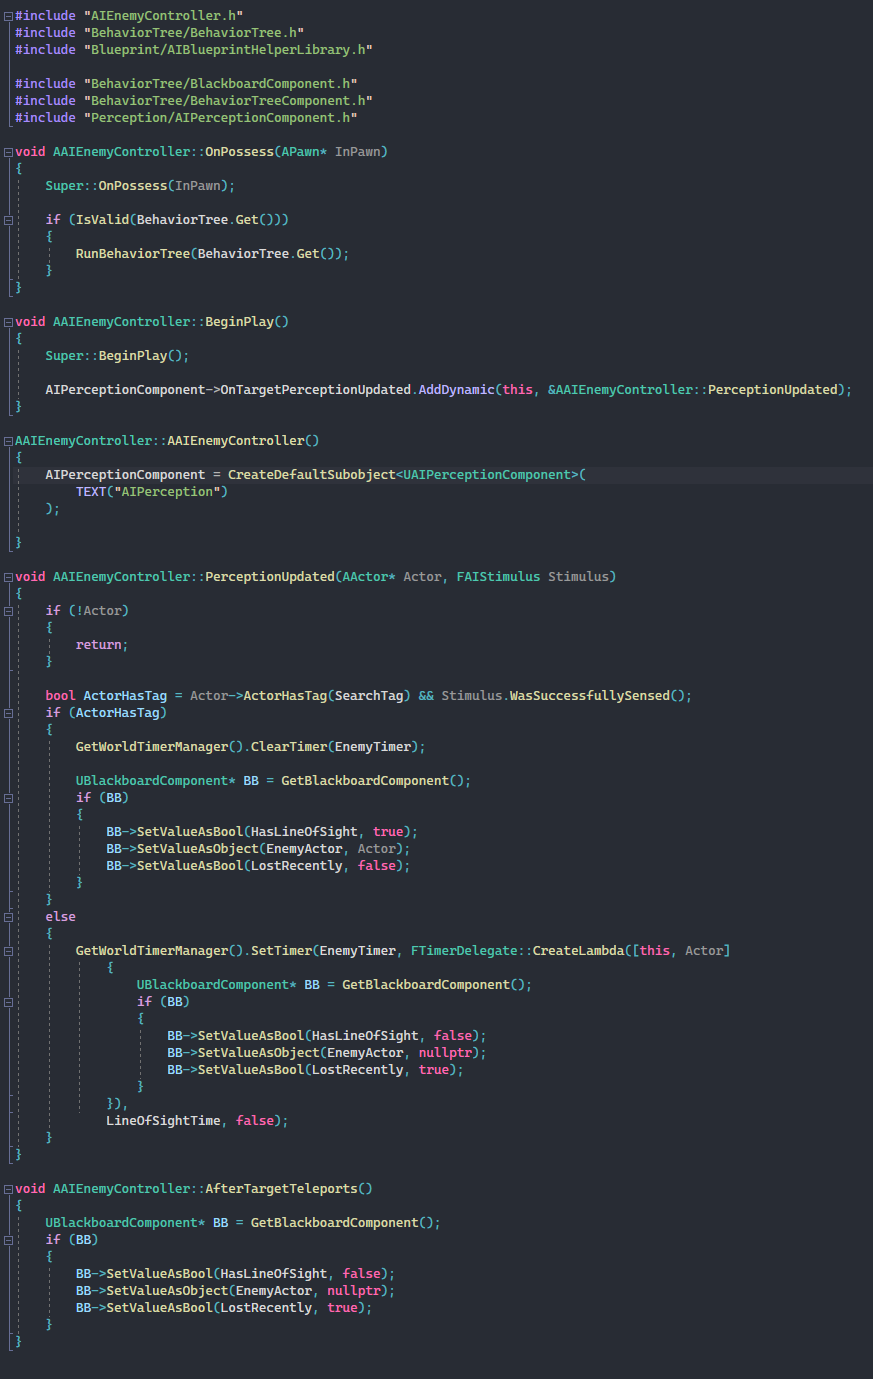 #include "AIEnemyController.h"
#include "BehaviorTree/BehaviorTree.h"
#include "Blueprint/AIBlueprintHelperLibrary.h"

#include "BehaviorTree/BlackboardComponent.h"
#include "BehaviorTree/BehaviorTreeComponent.h"
#include "Perception/AIPerceptionComponent.h"

void AAIEnemyController::OnPossess(APawn* InPawn)
{
    Super::OnPossess(InPawn);

    if (IsValid(BehaviorTree.Get()))
    {
        RunBehaviorTree(BehaviorTree.Get());
    }
}

void AAIEnemyController::BeginPlay()
{
    Super::BeginPlay();

    AIPerceptionComponent->OnTargetPerceptionUpdated.AddDynamic(this, &AAIEnemyController::PerceptionUpdated);
}

AAIEnemyController::AAIEnemyController()
{
    AIPerceptionComponent = CreateDefaultSubobject<UAIPerceptionComponent>(
        TEXT("AIPerception")
    );

}

void AAIEnemyController::PerceptionUpdated(AActor* Actor, FAIStimulus Stimulus)
{
    if (!Actor)
    {
        return;
    }

    bool ActorHasTag = Actor->ActorHasTag(SearchTag) && Stimulus.WasSuccessfullySensed();
    if (ActorHasTag)
    {
        GetWorldTimerManager().ClearTimer(EnemyTimer);

        UBlackboardComponent* BB = GetBlackboardComponent();
        if (BB)
        {
            BB->SetValueAsBool(HasLineOfSight, true);
            BB->SetValueAsObject(EnemyActor, Actor);
            BB->SetValueAsBool(LostRecently, false);
        }
    }
    else
    {
        GetWorldTimerManager().SetTimer(EnemyTimer, FTimerDelegate::CreateLambda([this, Actor]
            {
                UBlackboardComponent* BB = GetBlackboardComponent();
                if (BB)
                {
                    BB->SetValueAsBool(HasLineOfSight, false);
                    BB->SetValueAsObject(EnemyActor, nullptr);
                    BB->SetValueAsBool(LostRecently, true);
                }
            }),
            LineOfSightTime, false);
    }
}

void AAIEnemyController::AfterTargetTeleports()
{
    UBlackboardComponent* BB = GetBlackboardComponent();
    if (BB)
    {
        BB->SetValueAsBool(HasLineOfSight, false);
        BB->SetValueAsObject(EnemyActor, nullptr);
        BB->SetValueAsBool(LostRecently, true);
    }
}